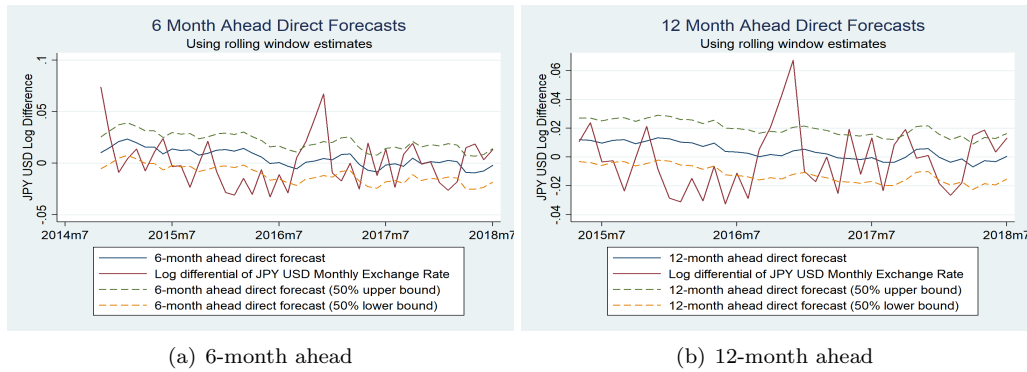 6 Month Ahead Direct Forecasts
Using rolling window estimates
JPY USD Log Difference
.1
.05
0
-.05
2014m7 2015m7 2016m7 2017m7 2018m7
6-month ahead direct forecast
Log differential of JPY USD Monthly Exchange Rate
6-month ahead direct forecast (50% upper bound)
6-month ahead direct forecast (50% lower bound)
(a) 6-month ahead
12 Month Ahead Direct Forecasts
Using rolling window estimates
JPY USD Log Difference
.06
.04
.02
0
-.02
-.04
2015m7 2016m7 2017m7 2018m7
12-month ahead direct forecast
Log differential of JPY USD Monthly Exchange Rate
12-month ahead direct forecast (50% upper bound)
12-month ahead direct forecast (50% lower bound)
(b) 12-month ahead